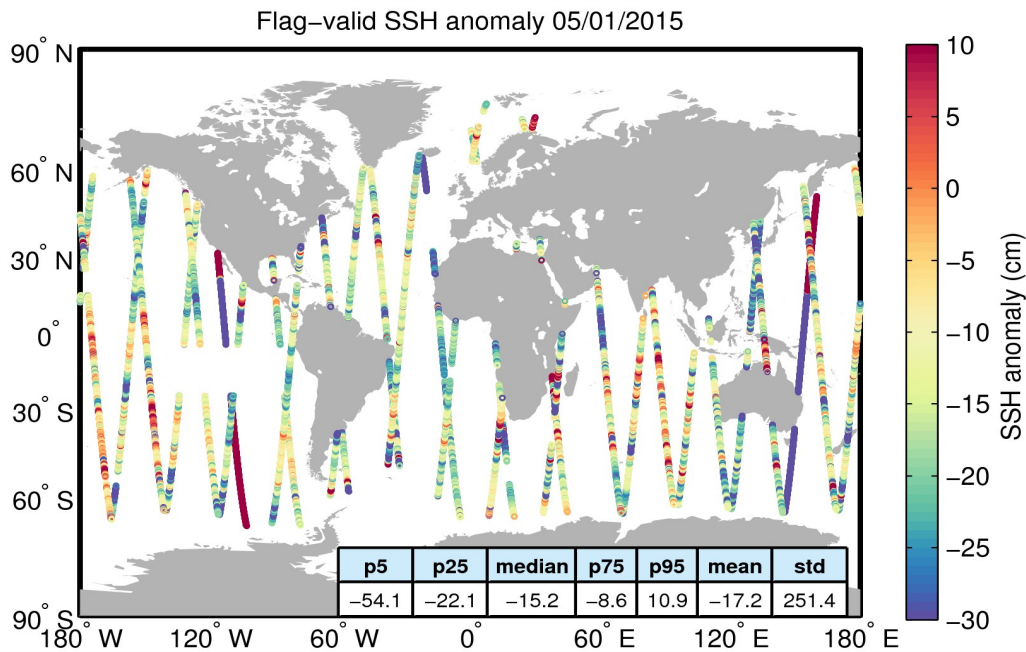 Flag−valid SSH anomaly 05/01/2015
90° N
60° N
30° N
0°
30° S
60° S
90° S
180° W
120° W
60° W
0°
60° E
120° E
180° E
p5 p25 median p75 p95 mean std
−54.1 −22.1 −15.2 −8.6 10.9 −17.2 251.4
10
5
0
−5
−10
−15
−20
−25
−30
SSH anomaly (cm)